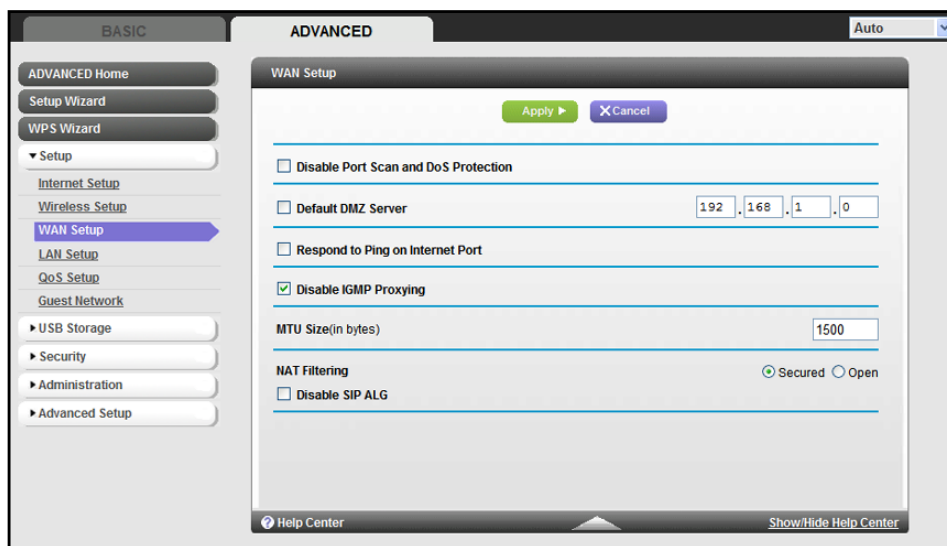 BASIC
ADVANCED
Auto
ADVANCED Home
Setup Wizard
WPS Wizard
Setup
Internet Setup
Wireless Setup
WAN Setup
LAN Setup
QoS Setup
Guest Network
USB Storage
Security
Administration
Advanced Setup
WAN Setup
Apply
Cancel
Disable Port Scan and DoS Protection
Default DMZ Server 192 . 168 . 1 . 0
Respond to Ping on Internet Port
Disable IGMP Proxying
MTU Size(in bytes) 1500
NAT Filtering Secured Open
Disable SIP ALG
Help Center Show/Hide Help Center